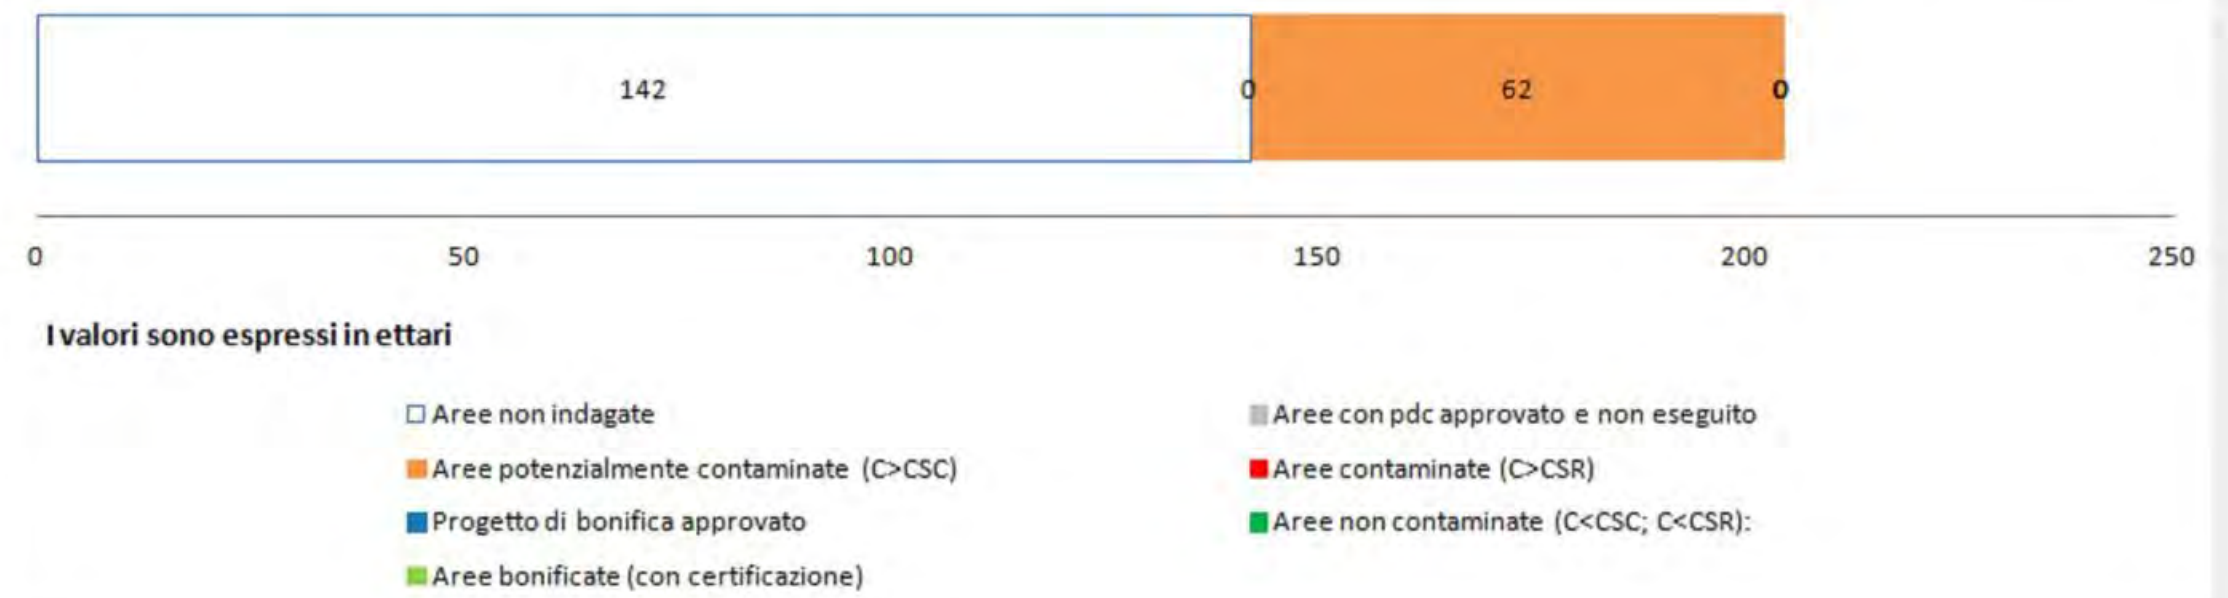 142 0 62 0
0 50 100 150 200 250
I valori sono espressi in ettari
Aree non indagate
Aree con pdc approvato e non eseguito
Aree potenzialmente contaminate (C>CSC)
Aree contaminate (C>CSR)
Progetto di bonifica approvato
Aree non contaminate (C<CSC; C<CSR):
Aree bonificate (con certificazione)